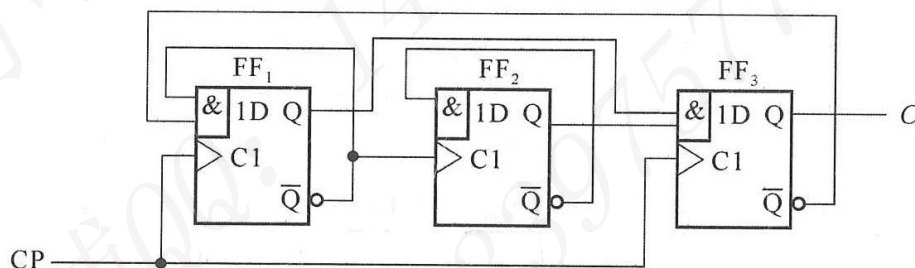 FF₁ FF₂ FF₃
& 1D Q & 1D Q & 1D Q C
C1 C1 C1
Q̅ Q̅ Q̅
CP